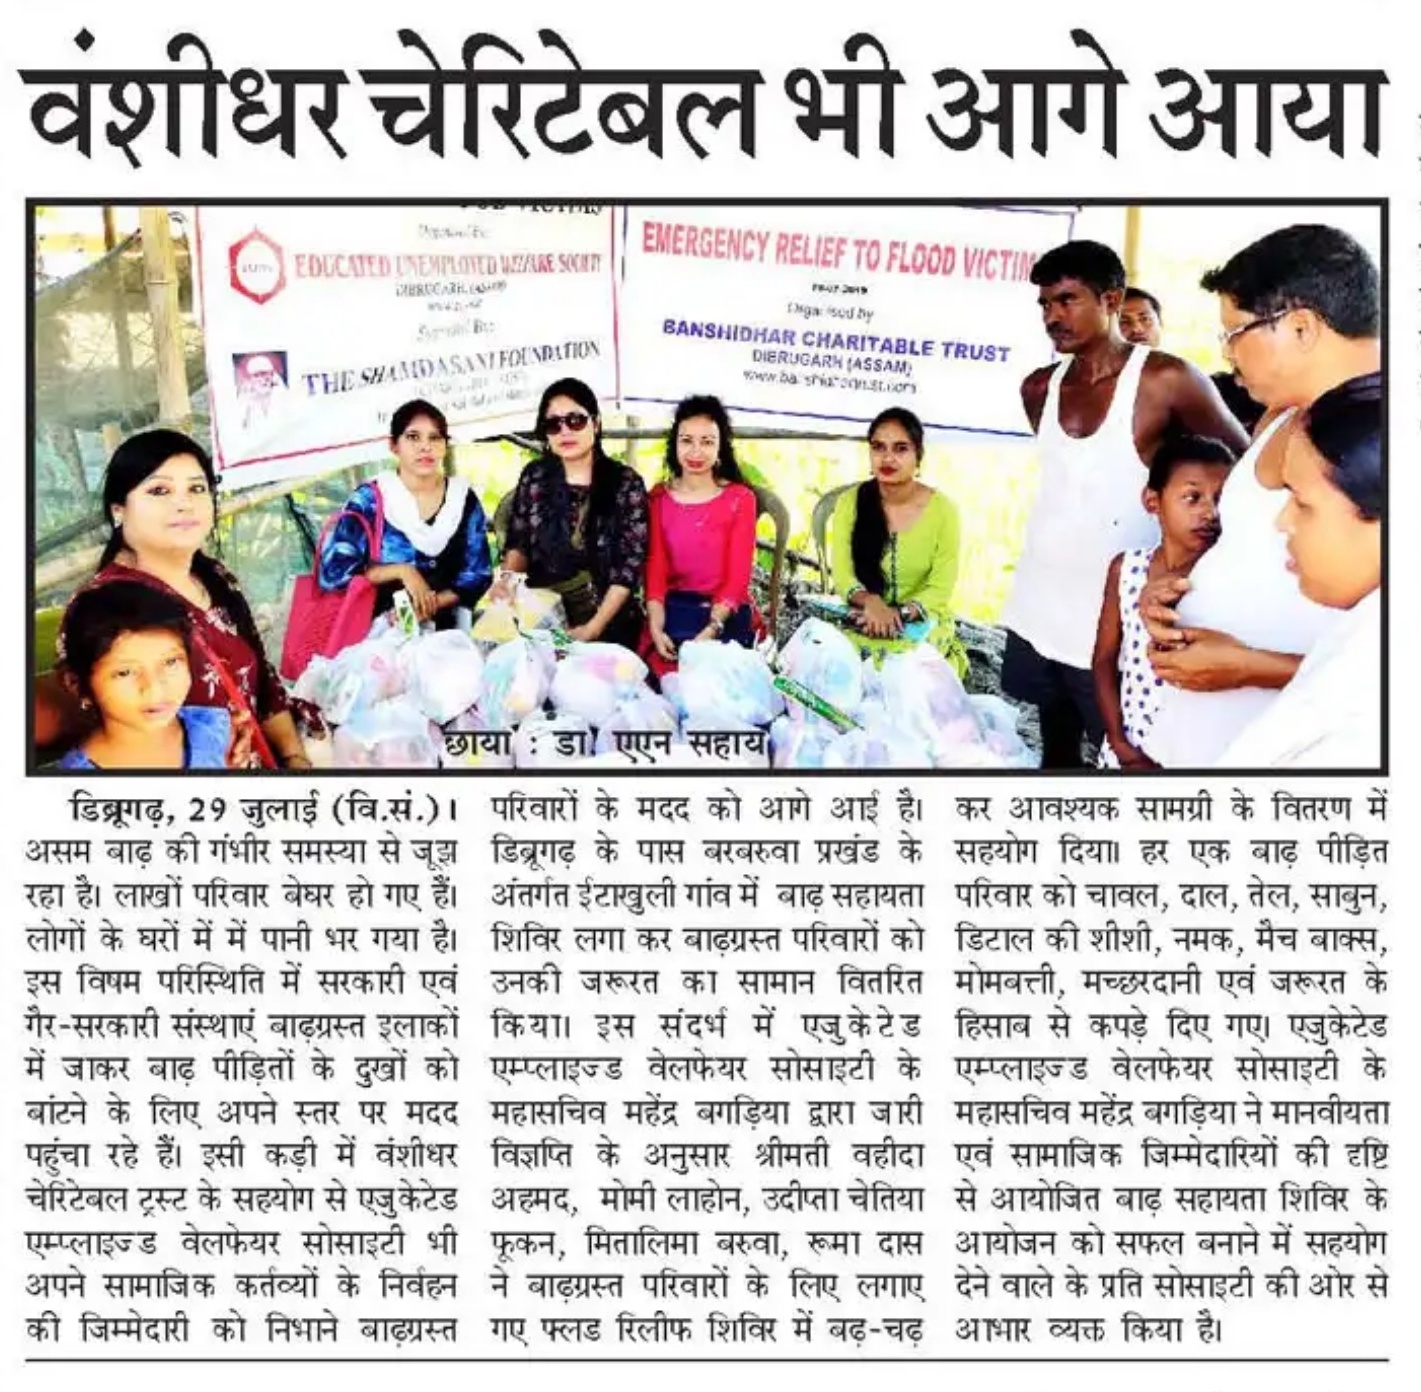 वंशीधर चेरिटेबल भी आगे आया
EDUCATED UNEMPLOYED WELFARE SOCIETY
DIBRUGARH, (ASSAM)
THE SHAMDASANI FOUNDATION
EMERGENCY RELIEF TO FLOOD VICTIM
Organised by
BANSHIDHAR CHARITABLE TRUST
DIBRUGARH (ASSAM)
छाया : डा. एएन सहाय
डिब्रूगढ़, 29 जुलाई (वि.सं.)।
असम बाढ़ की गंभीर समस्या से जूझ
रहा है। लाखों परिवार बेघर हो गए हैं।
लोगों के घरों में में पानी भर गया है।
इस विषम परिस्थिति में सरकारी एवं
गैर-सरकारी संस्थाएं बाढ़ग्रस्त इलाकों
में जाकर बाढ़ पीड़ितों के दुखों को
बांटने के लिए अपने स्तर पर मदद
पहुंचा रहे हैं। इसी कड़ी में वंशीधर
चेरिटेबल ट्रस्ट के सहयोग से एजुकेटेड
एम्प्लाइज्ड वेलफेयर सोसाइटी भी
अपने सामाजिक कर्तव्यों के निर्वहन
की जिम्मेदारी को निभाने बाढ़ग्रस्त
परिवारों के मदद को आगे आई है।
डिब्रूगढ़ के पास बरबरुवा प्रखंड के
अंतर्गत ईटाखुली गांव में बाढ़ सहायता
शिविर लगा कर बाढ़ग्रस्त परिवारों को
उनकी जरूरत का सामान वितरित
किया। इस संदर्भ में एजुकेटेड
एम्प्लाइज्ड वेलफेयर सोसाइटी के
महासचिव महेंद्र बगड़िया द्वारा जारी
विज्ञप्ति के अनुसार श्रीमती वहीदा
अहमद, मोमी लाहोन, उदीप्ता चेतिया
फूकन, मितालिमा बरुवा, रूमा दास
ने बाढ़ग्रस्त परिवारों के लिए लगाए
गए फ्लड रिलीफ शिविर में बढ़-चढ़
कर आवश्यक सामग्री के वितरण में
सहयोग दिया। हर एक बाढ़ पीड़ित
परिवार को चावल, दाल, तेल, साबुन,
डिटाल की शीशी, नमक, मैच बाक्स,
मोमबत्ती, मच्छरदानी एवं जरूरत के
हिसाब से कपड़े दिए गए। एजुकेटेड
एम्प्लाइज्ड वेलफेयर सोसाइटी के
महासचिव महेंद्र बगड़िया ने मानवीयता
एवं सामाजिक जिम्मेदारियों की दृष्टि
से आयोजित बाढ़ सहायता शिविर के
आयोजन को सफल बनाने में सहयोग
देने वाले के प्रति सोसाइटी की ओर से
आभार व्यक्त किया है।